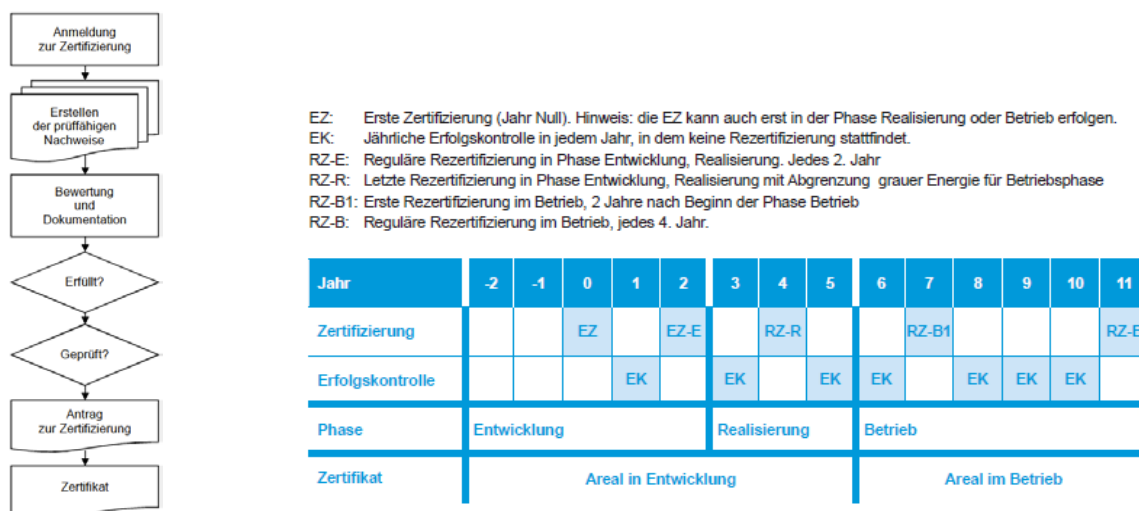 Anmeldung
zur Zertifizierung
Erstellen
der prüffähigen
Nachweise
Bewertung
und
Dokumentation
Erfüllt?
Geprüft?
Antrag
zur Zertifizierung
Zertifikat
EZ: Erste Zertifizierung (Jahr Null). Hinweis: die EZ kann auch erst in der Phase Realisierung oder Betrieb erfolgen.
EK: Jährliche Erfolgskontrolle in jedem Jahr, in dem keine Rezertifizierung stattfindet.
RZ-E: Reguläre Rezertifizierung in Phase Entwicklung, Realisierung. Jedes 2. Jahr
RZ-R: Letzte Rezertifizierung in Phase Entwicklung, Realisierung mit Abgrenzung grauer Energie für Betriebsphase
RZ-B1: Erste Rezertifizierung im Betrieb, 2 Jahre nach Beginn der Phase Betrieb
RZ-B: Reguläre Rezertifizierung im Betrieb, jedes 4. Jahr.
Jahr -2 -1 0 1 2 3 4 5 6 7 8 9 10 11
Zertifizierung EZ EZ-E RZ-R RZ-B1 RZ-B
Erfolgskontrolle EK EK EK EK EK EK EK
Phase Entwicklung Realisierung Betrieb
Zertifikat Areal in Entwicklung Areal im Betrieb